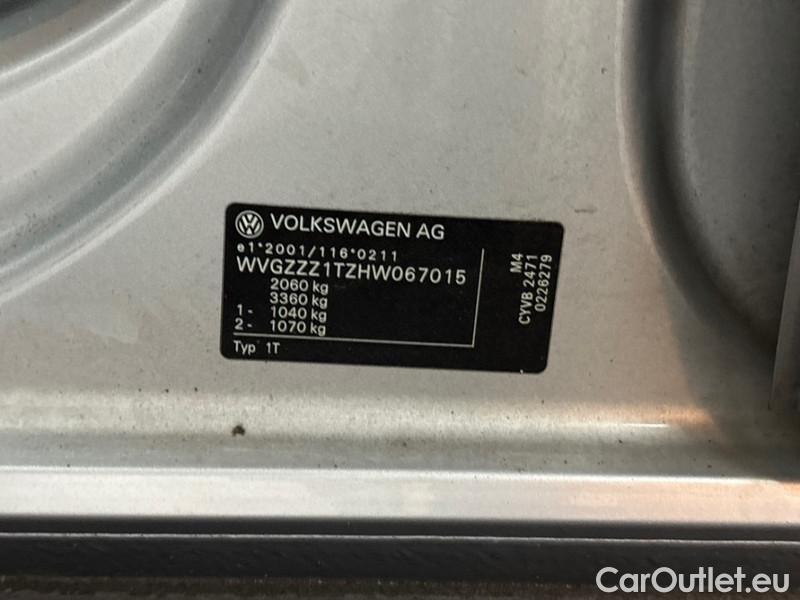 VOLKSWAGEN AG
e1*2001/116*0211
WVGZZZ1TZHW067015
2060 kg
3360 kg
1- 1040 kg
2- 1070 kg
Typ 1T
M4
CYVB 2471
0226279
CarOutlet.eu